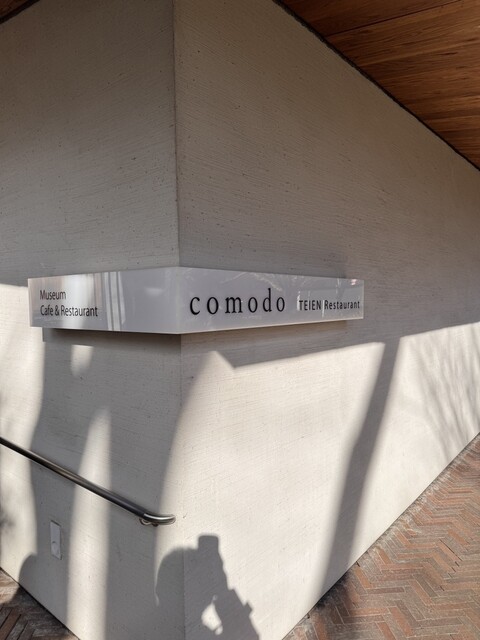 Museum
Cafe & Restaurant
comodo TEIEN Restaurant